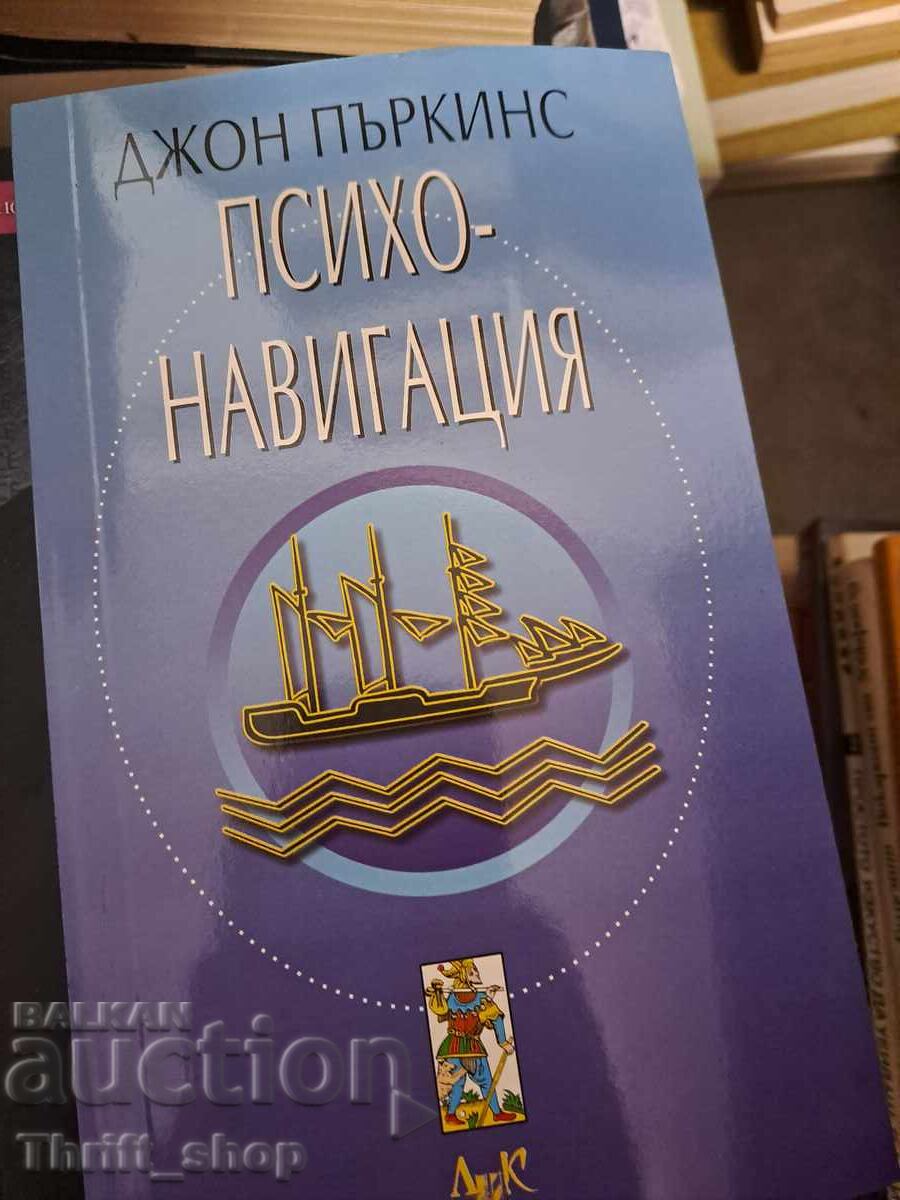 ДЖОН ПЪРКИНС
ПСИХО-
НАВИГАЦИЯ
BALKAN
auction
Thrift_shop